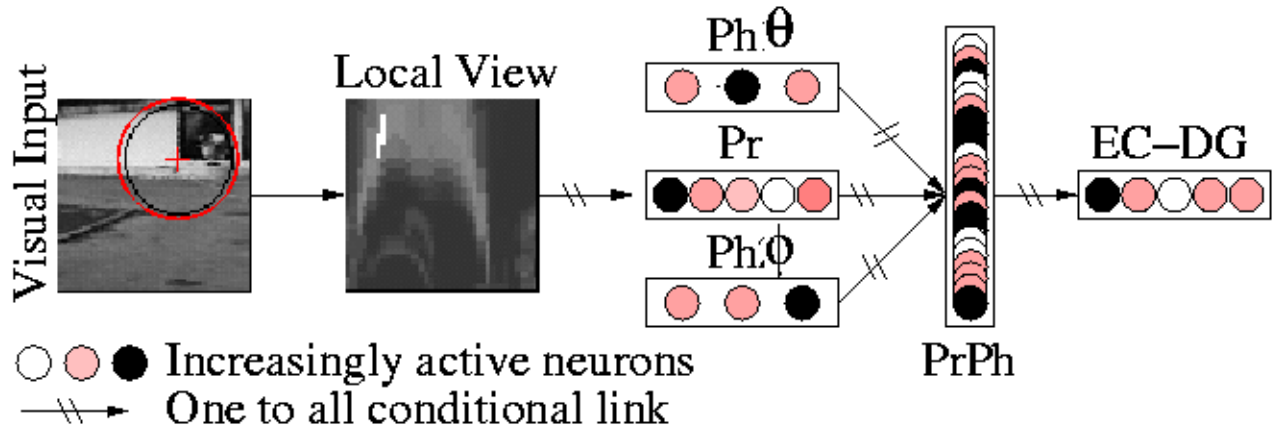 Visual Input
Local View
Ph θ
Pr
Ph φ
PrPh
EC–DG
Increasingly active neurons
One to all conditional link